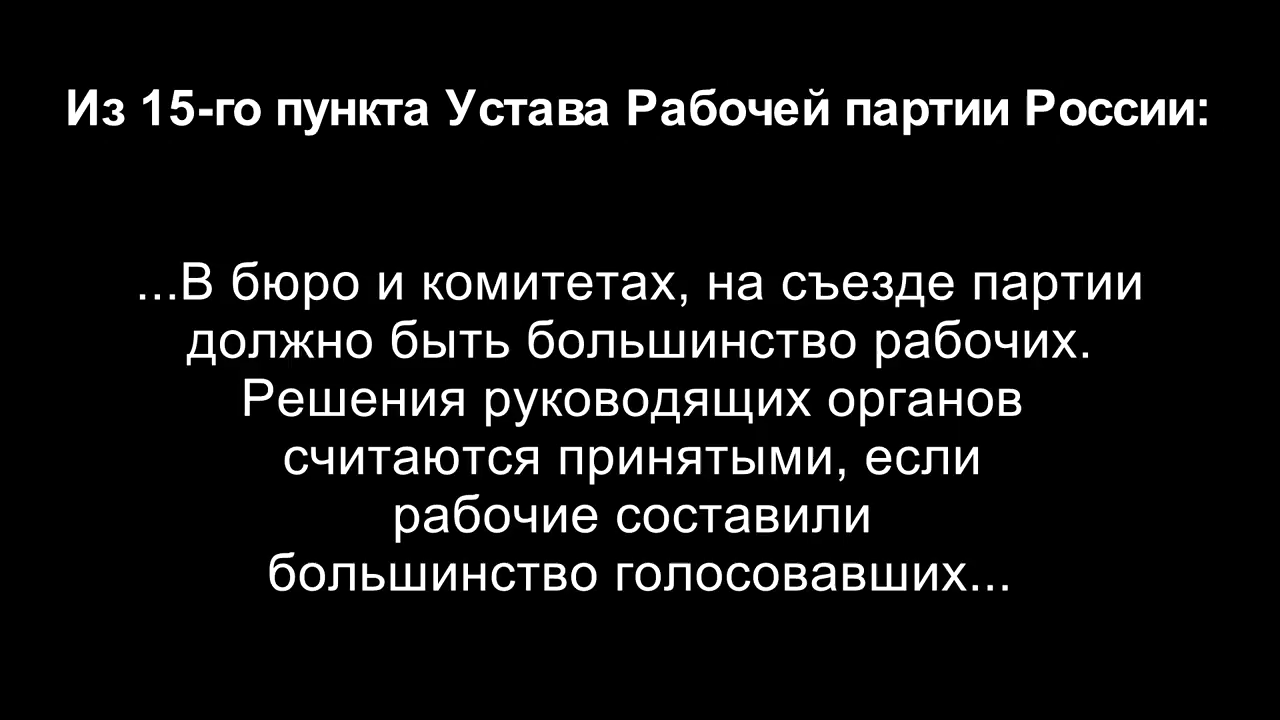 Из 15-го пункта Устава Рабочей партии России:
...В бюро и комитетах, на съезде партии
должно быть большинство рабочих.
Решения руководящих органов
считаются принятыми, если
рабочие составили
большинство голосовавших...